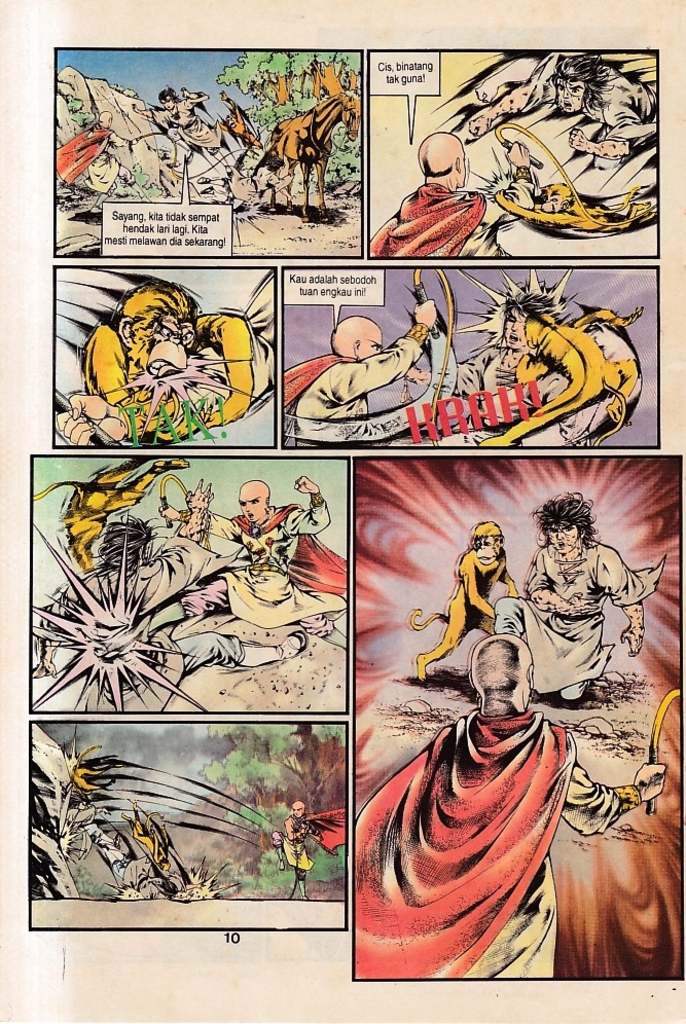 Sayang, kita tidak sempat
hendak lari lagi. Kita
mesti melawan dia sekarang!
Cis, binatang
tak guna!
TAK!
Kau adalah sebodoh
tuan engkau ini!
KRAK!
10